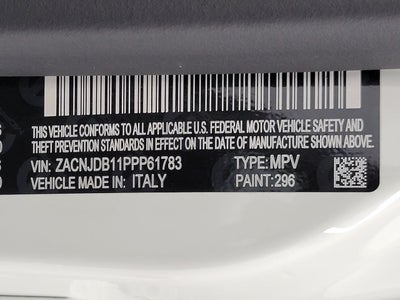 THIS VEHICLE CONFORMS TO ALL APPLICABLE U.S. FEDERAL MOTOR VEHICLE SAFETY AND
THEFT PREVENTION STANDARDS IN EFFECT ON THE DATE OF MANUFACTURE SHOWN ABOVE.
VIN: ZACNJDB11PPP61783 TYPE: MPV
VEHICLE MADE IN: ITALY PAINT:296